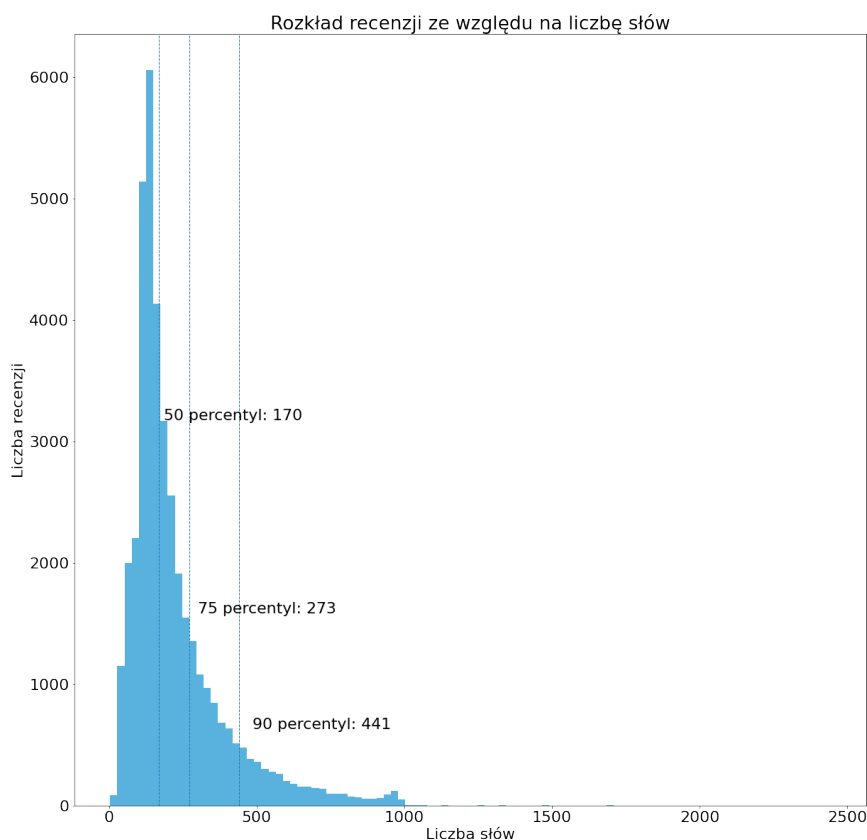 Rozkład recenzji ze względu na liczbę słów
6000
5000
4000
3000
2000
1000
0
Liczba recenzji
50 percentyl: 170
75 percentyl: 273
90 percentyl: 441
0 500 1000 1500 2000 2500
Liczba słów